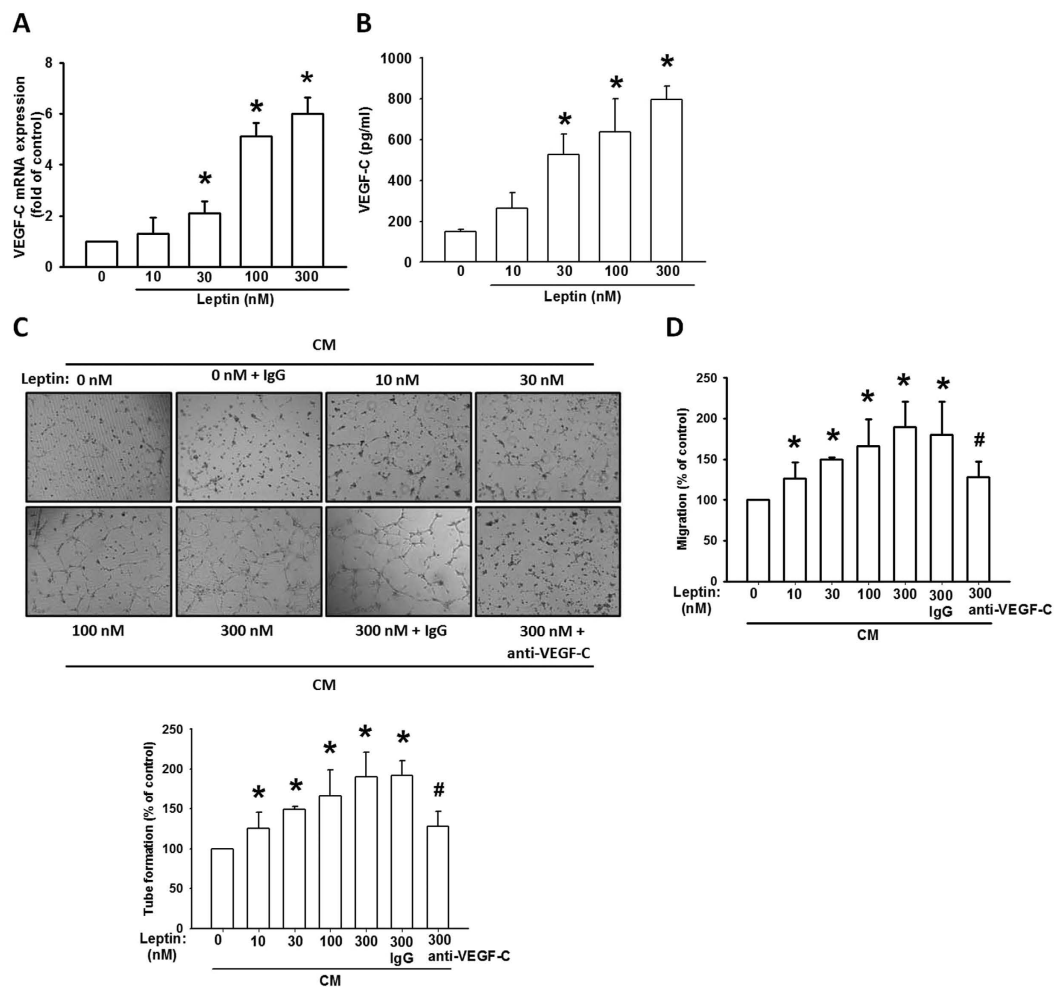 A
VEGF-C mRNA expression
(fold of control)
8
6
4
2
0
*
*
*
0 10 30 100 300
Leptin (nM)
B
VEGF-C (pg/ml)
1000
800
600
400
200
0
*
*
*
0 10 30 100 300
Leptin (nM)
C
CM
Leptin: 0 nM 0 nM + IgG 10 nM 30 nM
100 nM 300 nM 300 nM + IgG 300 nM +
anti-VEGF-C
CM
Tube formation (% of control)
250
200
150
100
50
0
* * * * * #
Leptin: 0 10 30 100 300 300 300
(nM) IgG anti-VEGF-C
CM
D
Migration (% of control)
250
200
150
100
50
0
* * * * * #
Leptin: 0 10 30 100 300 300 300
(nM) IgG anti-VEGF-C
CM